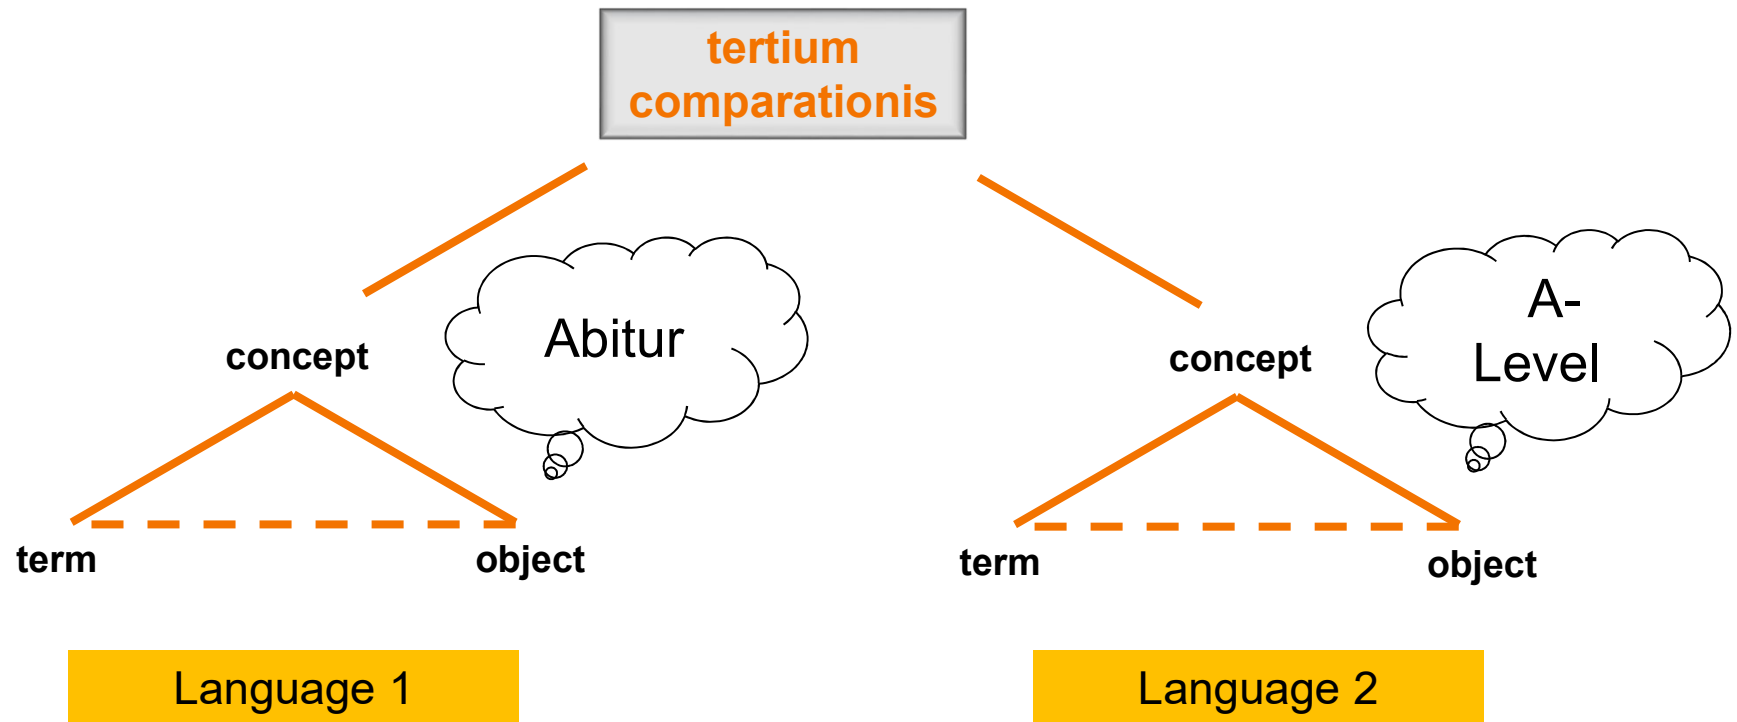 tertium
comparationis
Abitur
A-
Level
concept
concept
term
object
term
object
Language 1
Language 2